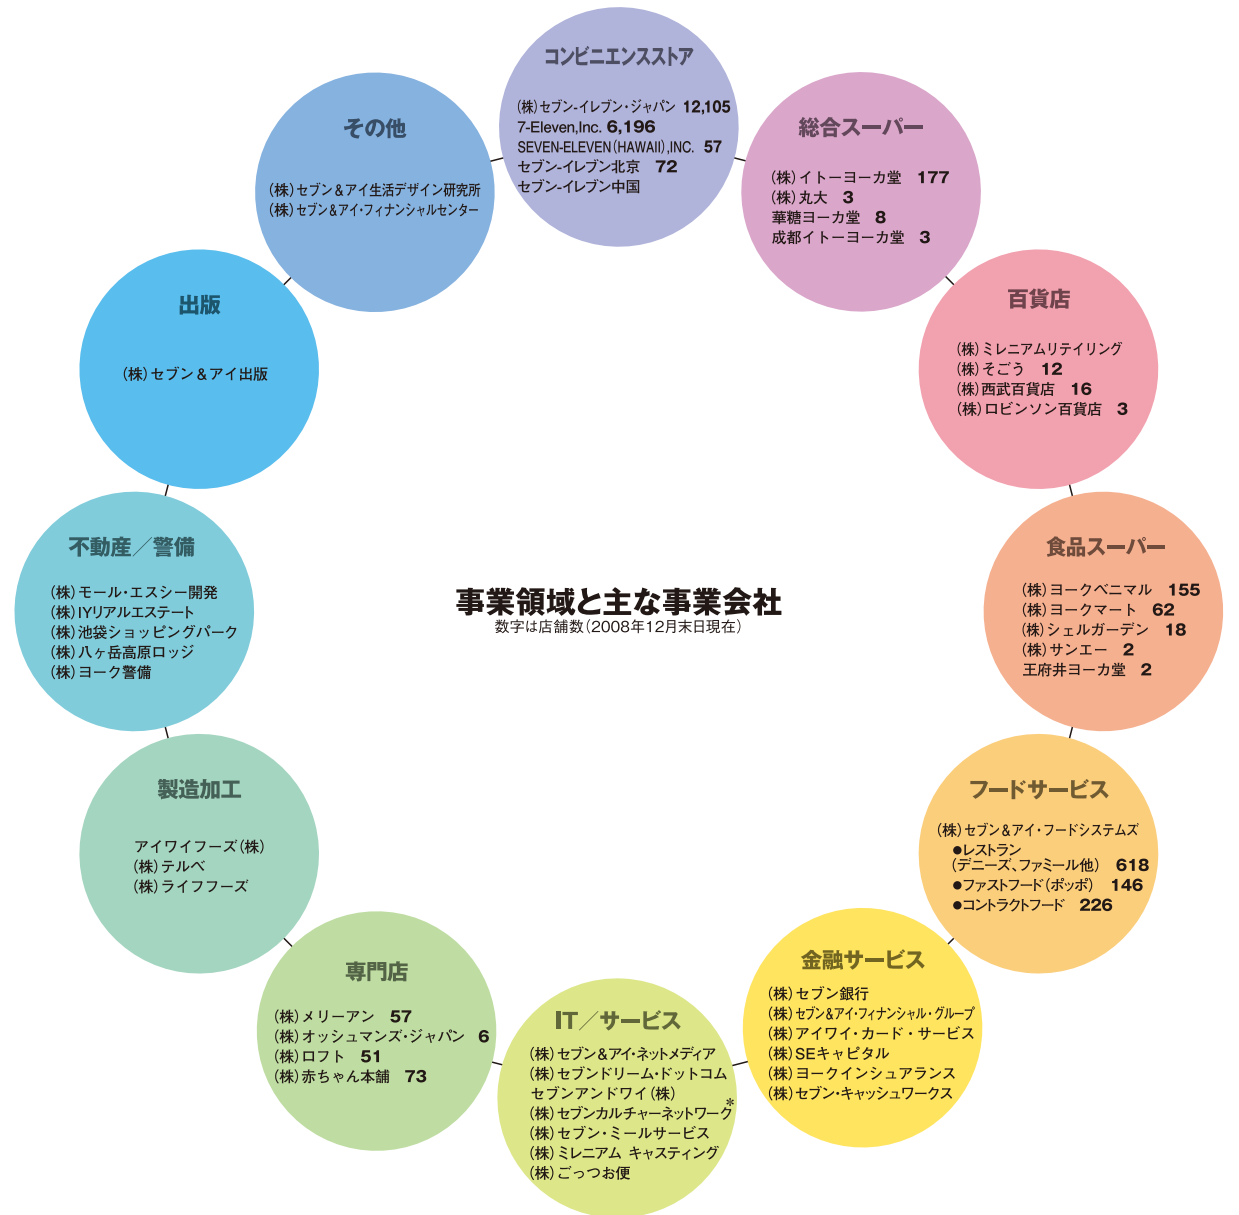 事業領域と主な事業会社
数字は店舗数(2008年12月末日現在)
コンビニエンスストア
(株)セブン-イレブン・ジャパン 12,105
7-Eleven,Inc. 6,196
SEVEN-ELEVEN(HAWAII),INC. 57
セブン-イレブン北京 72
セブン-イレブン中国
総合スーパー
(株)イトーヨーカ堂 177
(株)丸大 3
華糖ヨーカ堂 8
成都イトーヨーカ堂 3
百貨店
(株)ミレニアムリテイリング
(株)そごう 12
(株)西武百貨店 16
(株)ロビンソン百貨店 3
食品スーパー
(株)ヨークベニマル 155
(株)ヨークマート 62
(株)シェルガーデン 18
(株)サンエー 2
王府井ヨーカ堂 2
フードサービス
(株)セブン&アイ・フードシステムズ
●レストラン
(デニーズ、ファミール他) 618
●ファストフード(ポッポ) 146
●コントラクトフード 226
金融サービス
(株)セブン銀行
(株)セブン&アイ・フィナンシャル・グループ
(株)アイワイ・カード・サービス
(株)SEキャピタル
(株)ヨークインシュアランス
(株)セブン・キャッシュワークス
IT/サービス
(株)セブン&アイ・ネットメディア
(株)セブンドリーム・ドットコム
セブンアンドワイ(株)
(株)セブンカルチャーネットワーク*
(株)セブン・ミールサービス
(株)ミレニアム キャスティング
(株)ごっつお便
専門店
(株)メリーアン 57
(株)オッシュマンズ・ジャパン 6
(株)ロフト 51
(株)赤ちゃん本舗 73
製造加工
アイワイフーズ(株)
(株)テルベ
(株)ライフフーズ
不動産/警備
(株)モール・エスシー開発
(株)IYリアルエステート
(株)池袋ショッピングパーク
(株)八ヶ岳高原ロッジ
(株)ヨーク警備
出版
(株)セブン&アイ出版
その他
(株)セブン&アイ生活デザイン研究所
(株)セブン&アイ・フィナンシャルセンター